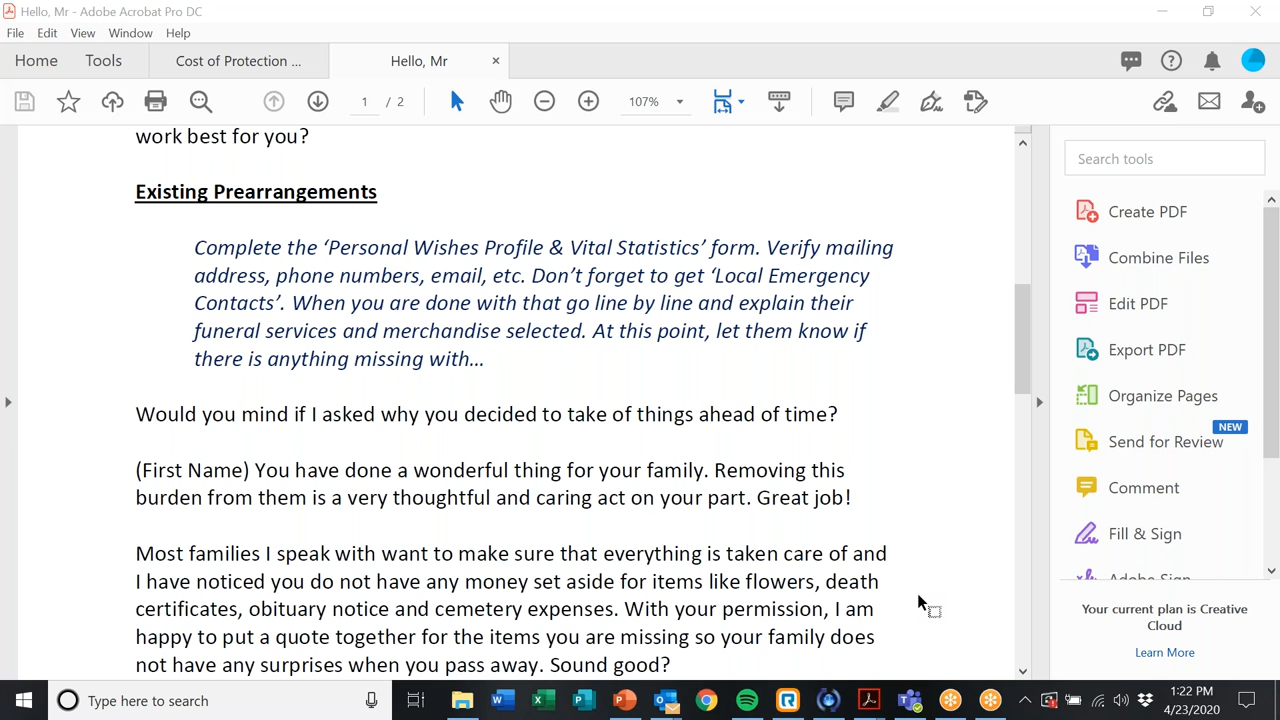 Hello, Mr - Adobe Acrobat Pro DC
File Edit View Window Help
Home Tools Cost of Protection ... Hello, Mr ×
1 / 2 107%
work best for you?
Existing Prearrangements
Complete the ‘Personal Wishes Profile & Vital Statistics’ form. Verify mailing
address, phone numbers, email, etc. Don’t forget to get ‘Local Emergency
Contacts’. When you are done with that go line by line and explain their
funeral services and merchandise selected. At this point, let them know if
there is anything missing with...
Would you mind if I asked why you decided to take of things ahead of time?
(First Name) You have done a wonderful thing for your family. Removing this
burden from them is a very thoughtful and caring act on your part. Great job!
Most families I speak with want to make sure that everything is taken care of and
I have noticed you do not have any money set aside for items like flowers, death
certificates, obituary notice and cemetery expenses. With your permission, I am
happy to put a quote together for the items you are missing so your family does
not have any surprises when you pass away. Sound good?
Search tools
Create PDF
Combine Files
Edit PDF
Export PDF
Organize Pages
NEW
Send for Review
Comment
Fill & Sign
Adobe Sign
Your current plan is Creative
Cloud
Learn More
Type here to search
1:22 PM
4/23/2020